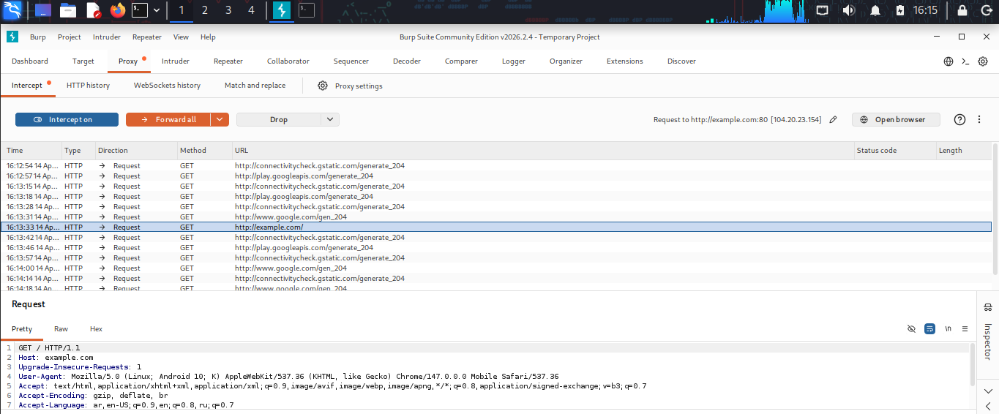 1 2 3 4 16:15
Burp Project Intruder Repeater View Help Burp Suite Community Edition v2026.2.4 - Temporary Project
Dashboard Target Proxy Intruder Repeater Collaborator Sequencer Decoder Comparer Logger Organizer Extensions Discover
Intercept HTTP history WebSockets history Match and replace Proxy settings
Intercept on Forward all Drop Request to http://example.com:80 [104.20.23.154] Open browser
Time Type Direction Method URL Status code Length
16:12:54 14 Ap... HTTP → Request GET http://connectivitycheck.gstatic.com/generate_204
16:12:57 14 Ap... HTTP → Request GET http://play.googleapis.com/generate_204
16:13:15 14 Ap... HTTP → Request GET http://connectivitycheck.gstatic.com/generate_204
16:13:18 14 Ap... HTTP → Request GET http://play.googleapis.com/generate_204
16:13:28 14 Ap... HTTP → Request GET http://connectivitycheck.gstatic.com/generate_204
16:13:31 14 Ap... HTTP → Request GET http://www.google.com/gen_204
16:13:33 14 Ap... HTTP → Request GET http://example.com/
16:13:42 14 Ap... HTTP → Request GET http://connectivitycheck.gstatic.com/generate_204
16:13:46 14 Ap... HTTP → Request GET http://play.googleapis.com/generate_204
16:13:57 14 Ap... HTTP → Request GET http://connectivitycheck.gstatic.com/generate_204
16:14:00 14 Ap... HTTP → Request GET http://www.google.com/gen_204
16:14:14 14 Ap... HTTP → Request GET http://connectivitycheck.gstatic.com/generate_204
16:14:18 14 Ap... HTTP → Request GET http://www.google.com/gen_204
Request
Pretty Raw Hex \n
Inspector
1 GET / HTTP/1.1
2 Host: example.com
3 Upgrade-Insecure-Requests: 1
4 User-Agent: Mozilla/5.0 (Linux; Android 10; K) AppleWebKit/537.36 (KHTML, like Gecko) Chrome/147.0.0.0 Mobile Safari/537.36
5 Accept: text/html,application/xhtml+xml,application/xml;q=0.9,image/avif,image/webp,image/apng,*/*;q=0.8,application/signed-exchange;v=b3;q=0.7
6 Accept-Encoding: gzip, deflate, br
7 Accept-Language: ar,en-US;q=0.9,en;q=0.8,ru;q=0.7